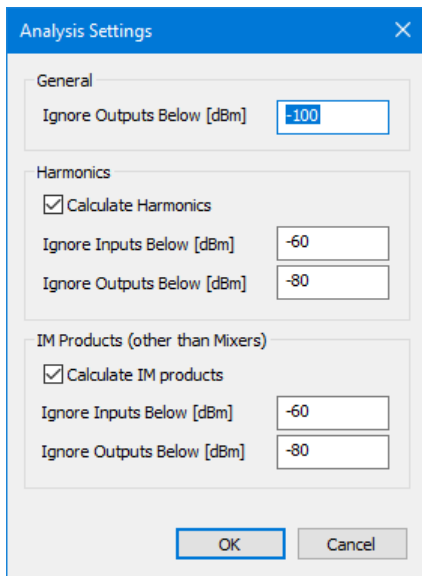 Analysis Settings
General
Ignore Outputs Below [dBm] -100
Harmonics
Calculate Harmonics
Ignore Inputs Below [dBm] -60
Ignore Outputs Below [dBm] -80
IM Products (other than Mixers)
Calculate IM products
Ignore Inputs Below [dBm] -60
Ignore Outputs Below [dBm] -80
OK Cancel